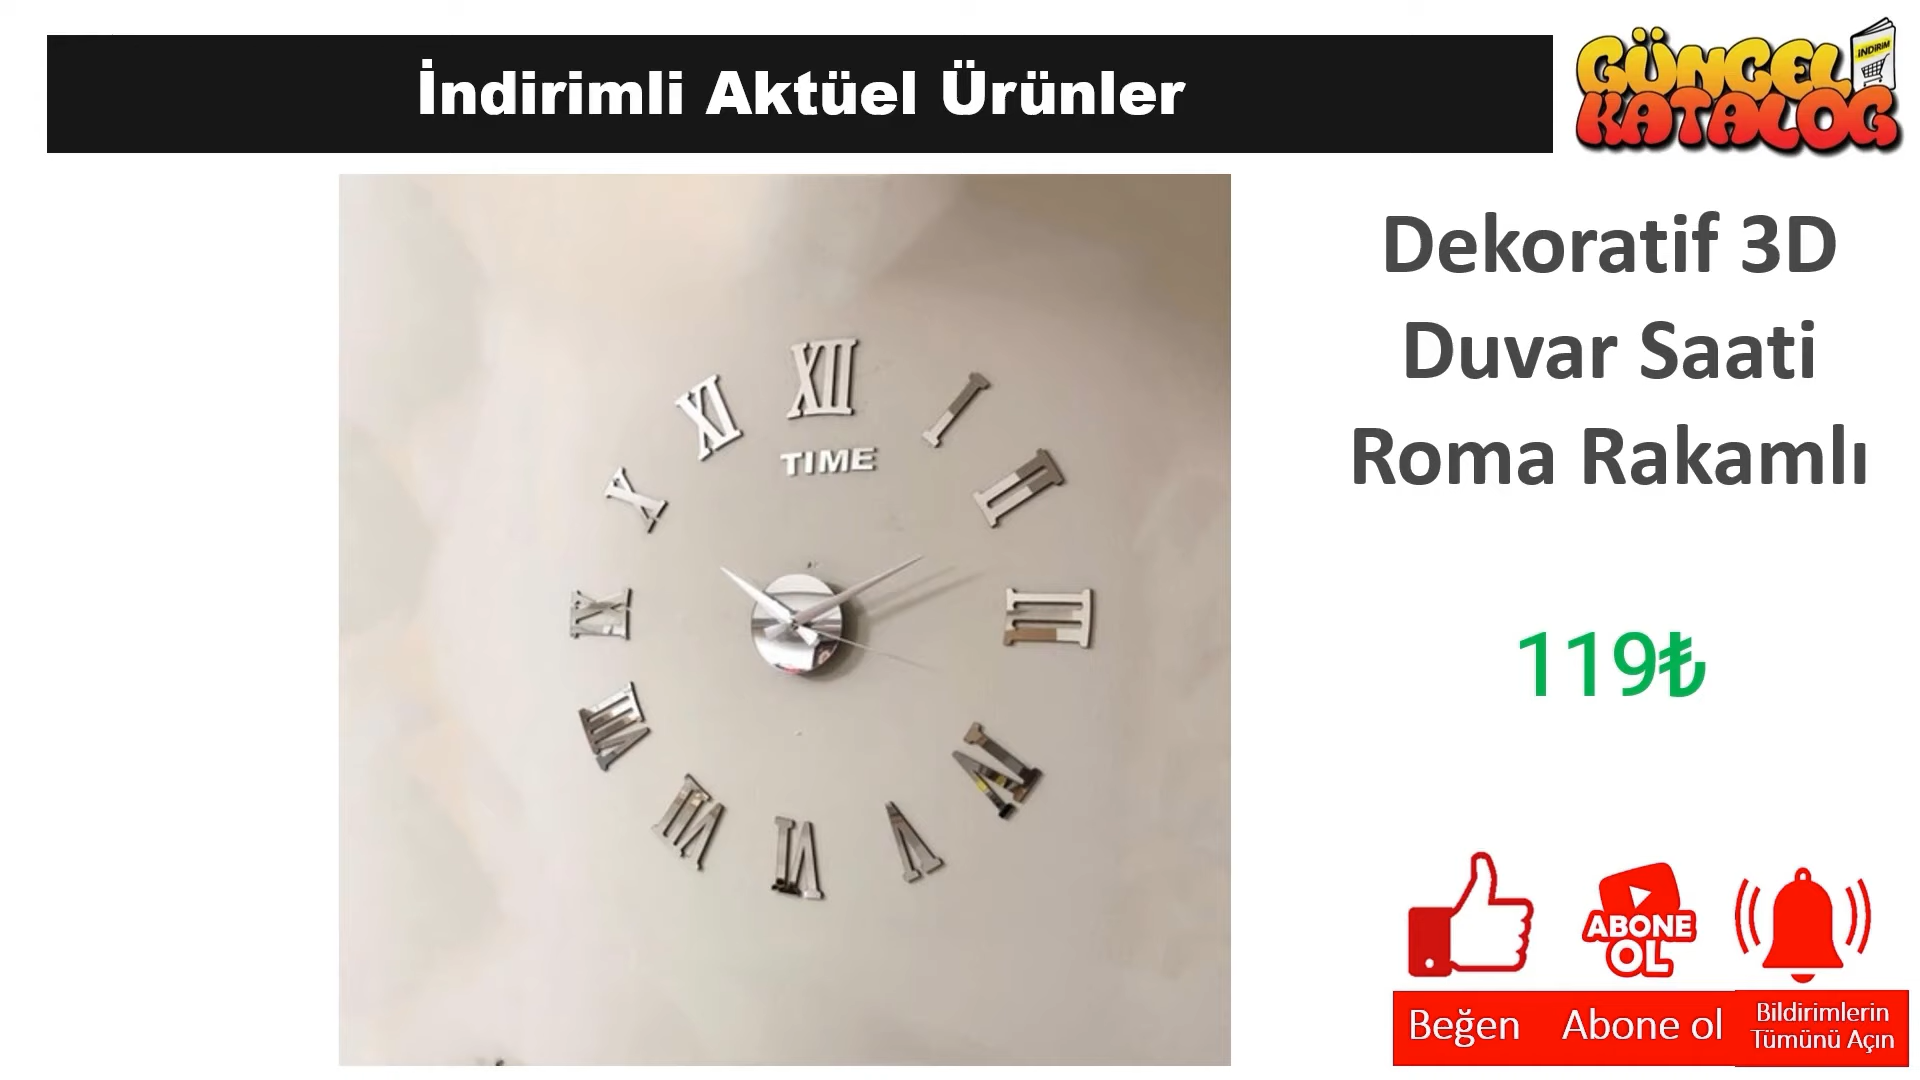 İndirimli Aktüel Ürünler
GÜNCEL
KATALOG
İNDİRİM
Dekoratif 3D
Duvar Saati
Roma Rakamlı
119₺
XII
I
II
III
IV
V
VI
VII
VIII
IX
X
XI
TIME
ABONE
OL
Beğen
Abone ol
Bildirimlerin
Tümünü Açın